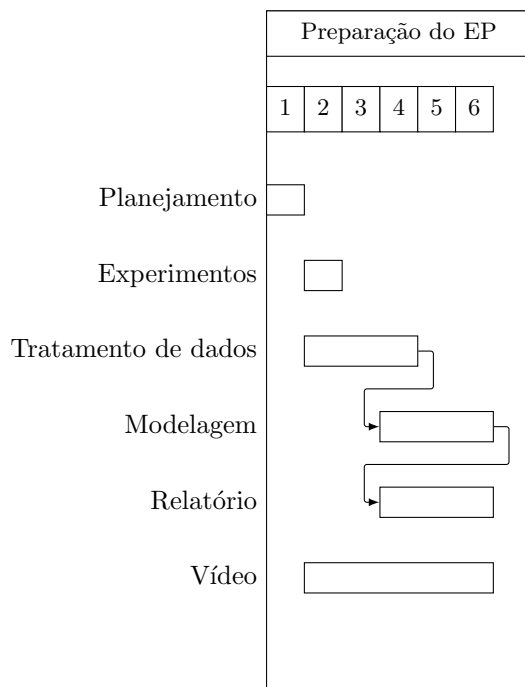 Preparação do EP
1 2 3 4 5 6
Planejamento
Experimentos
Tratamento de dados
Modelagem
Relatório
Vídeo